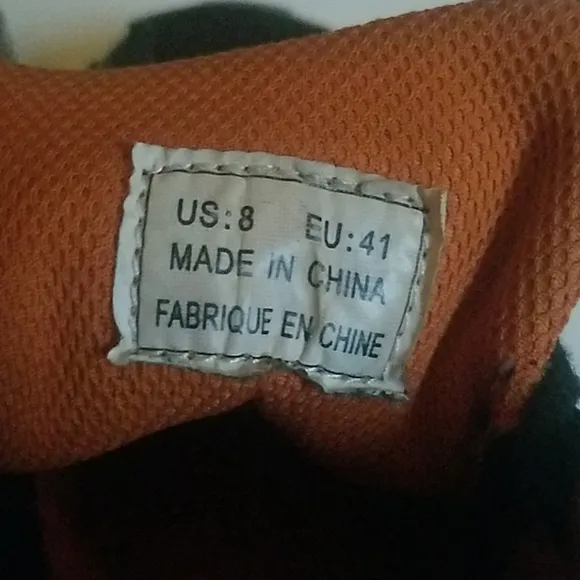 US:8 EU:41
MADE IN CHINA
FABRIQUE EN CHINE